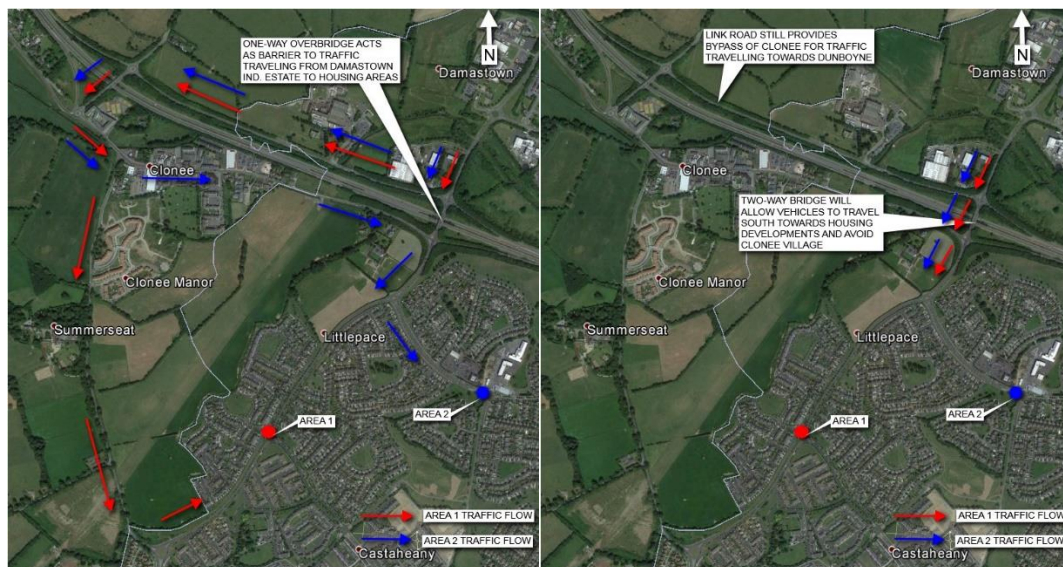 ONE-WAY OVERBRIDGE ACTS
AS BARRIER TO TRAFFIC
TRAVELING FROM DAMASTOWN
IND. ESTATE TO HOUSING AREAS
N
Damastown
Clonee
Clonee Manor
Summerseat
Littlepace
AREA 2
AREA 1
AREA 1 TRAFFIC FLOW
AREA 2 TRAFFIC FLOW
Castaheany
LINK ROAD STILL PROVIDES
BYPASS OF CLONEE FOR TRAFFIC
TRAVELLING TOWARDS DUNBOYNE
N
Damastown
Clonee
TWO-WAY BRIDGE WILL
ALLOW VEHICLES TO TRAVEL
SOUTH TOWARDS HOUSING
DEVELOPMENTS AND AVOID
CLONEE VILLAGE
Clonee Manor
Summerseat
Littlepace
AREA 2
AREA 1
AREA 1 TRAFFIC FLOW
AREA 2 TRAFFIC FLOW
Castaheany